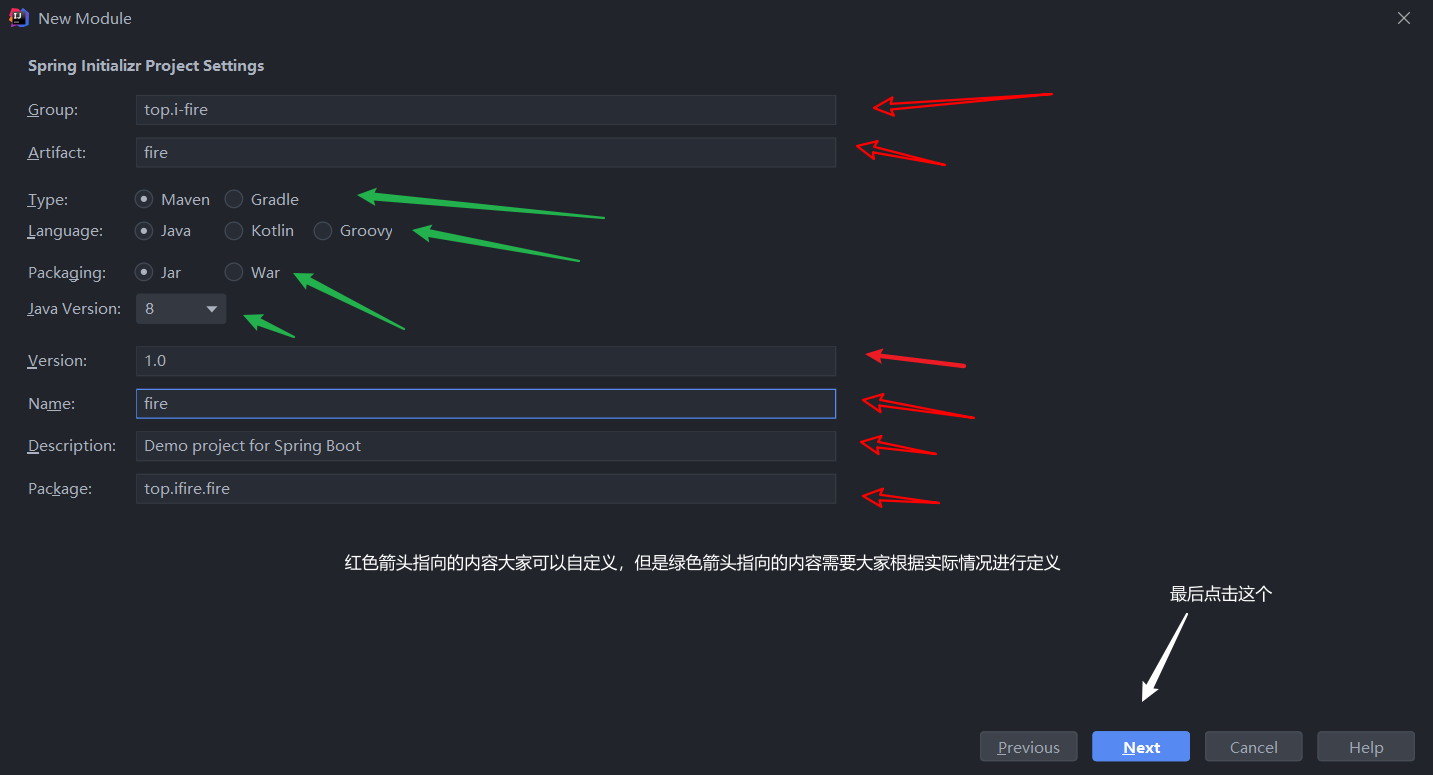 New Module
Spring Initializr Project Settings
Group: top.i-fire
Artifact: fire
Type: Maven Gradle
Language: Java Kotlin Groovy
Packaging: Jar War
Java Version: 8
Version: 1.0
Name: fire
Description: Demo project for Spring Boot
Package: top.ifire.fire
红色箭头指向的内容大家可以自定义，但是绿色箭头指向的内容需要大家根据实际情况进行定义
最后点击这个
Previous Next Cancel Help